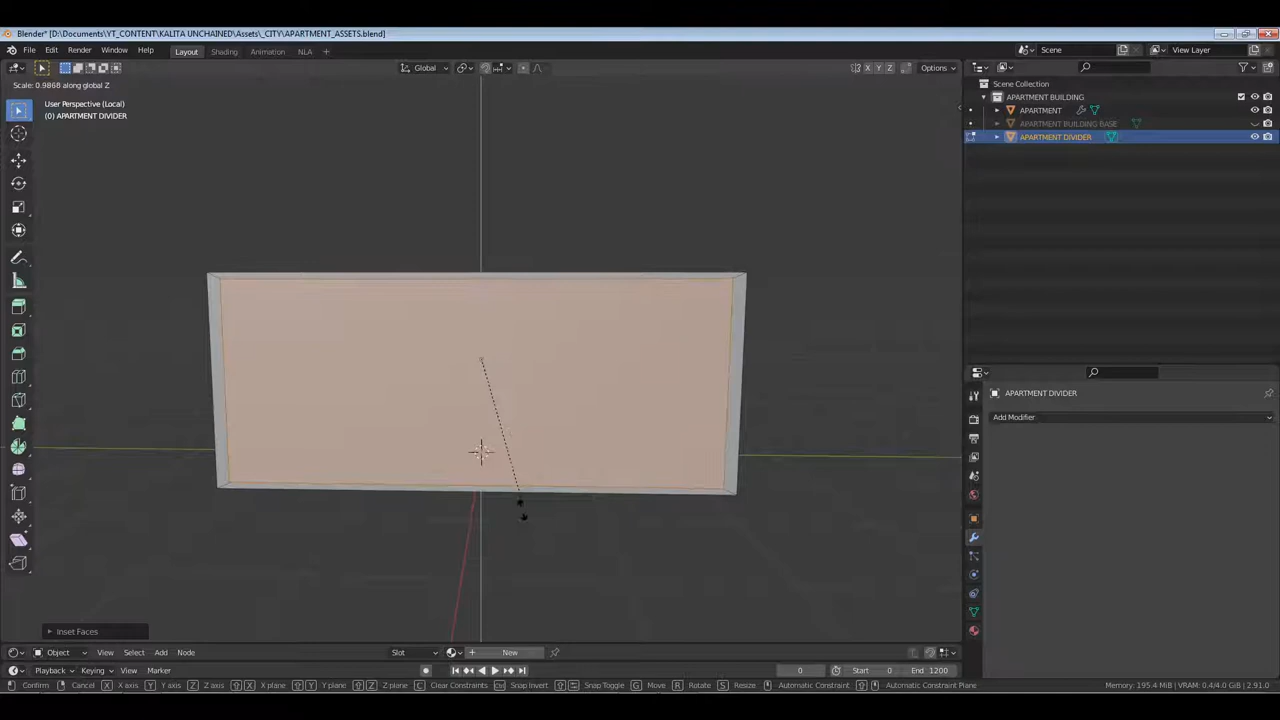 Blender* [D:\Documents\YT_CONTENT\KALITA UNCHAINED\Assets\_CITY\APARTMENT_ASSETS.blend]
File Edit Render Window Help Layout Shading Animation NLA Scene View Layer
Global X Y Z Options
Scale: 0.9868 along global Z
User Perspective (Local)
(0) APARTMENT DIVIDER
Scene Collection
APARTMENT BUILDING
APARTMENT
APARTMENT BUILDING BASE
APARTMENT DIVIDER
APARTMENT DIVIDER
Add Modifier
Inset Faces
Object View Select Add Node Slot New
Playback Keying View Marker 0 Start 0 End 1200
Confirm Cancel X X axis Y Y axis Z Z axis X X plane Y Y plane Z Z plane C Clear Constraints Snap Invert Snap Toggle G Move R Rotate S Resize Automatic Constraint Automatic Constraint Plane Memory: 195.4 MiB | VRAM: 0.4/4.0 GiB | 2.91.0